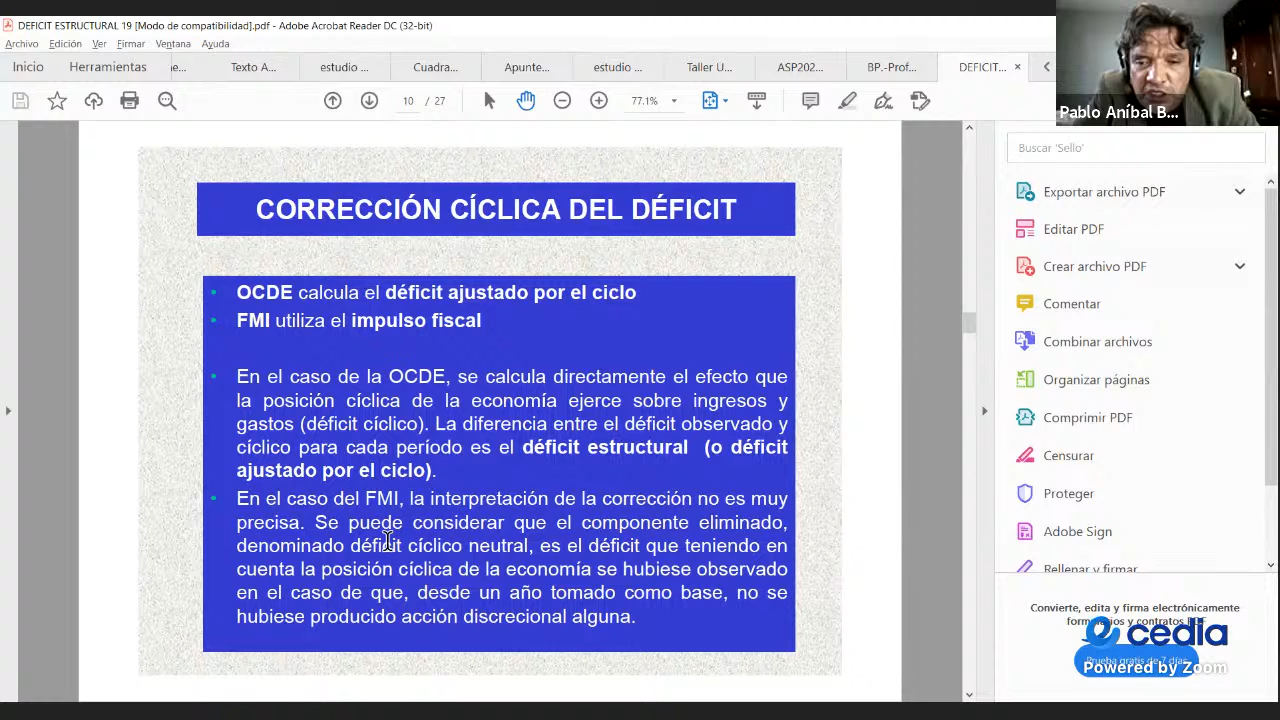 DEFICIT ESTRUCTURAL 19 [Modo de compatibilidad].pdf - Adobe Acrobat Reader DC (32-bit)
Archivo Edición Ver Firmar Ventana Ayuda
Inicio Herramientas ne... Texto A... estudio ... Cuadra... Apunte... estudio ... Taller U... ASP202... BP.-Prof... DEFICIT... ×
10 / 27 77.1%
Pablo Aníbal B...
Buscar 'Sello'
Exportar archivo PDF
Editar PDF
Crear archivo PDF
Comentar
Combinar archivos
Organizar páginas
Comprimir PDF
Censurar
Proteger
Adobe Sign
Rellenar y firmar
Convierte, edita y firma electrónicamente
formularios y contratos PDF
Prueba gratis de 7 días
cedia
Powered by Zoom
CORRECCIÓN CÍCLICA DEL DÉFICIT
• OCDE calcula el déficit ajustado por el ciclo
• FMI utiliza el impulso fiscal
• En el caso de la OCDE, se calcula directamente el efecto que
la posición cíclica de la economía ejerce sobre ingresos y
gastos (déficit cíclico). La diferencia entre el déficit observado y
cíclico para cada período es el déficit estructural (o déficit
ajustado por el ciclo).
• En el caso del FMI, la interpretación de la corrección no es muy
precisa. Se puede considerar que el componente eliminado,
denominado déficit cíclico neutral, es el déficit que teniendo en
cuenta la posición cíclica de la economía se hubiese observado
en el caso de que, desde un año tomado como base, no se
hubiese producido acción discrecional alguna.